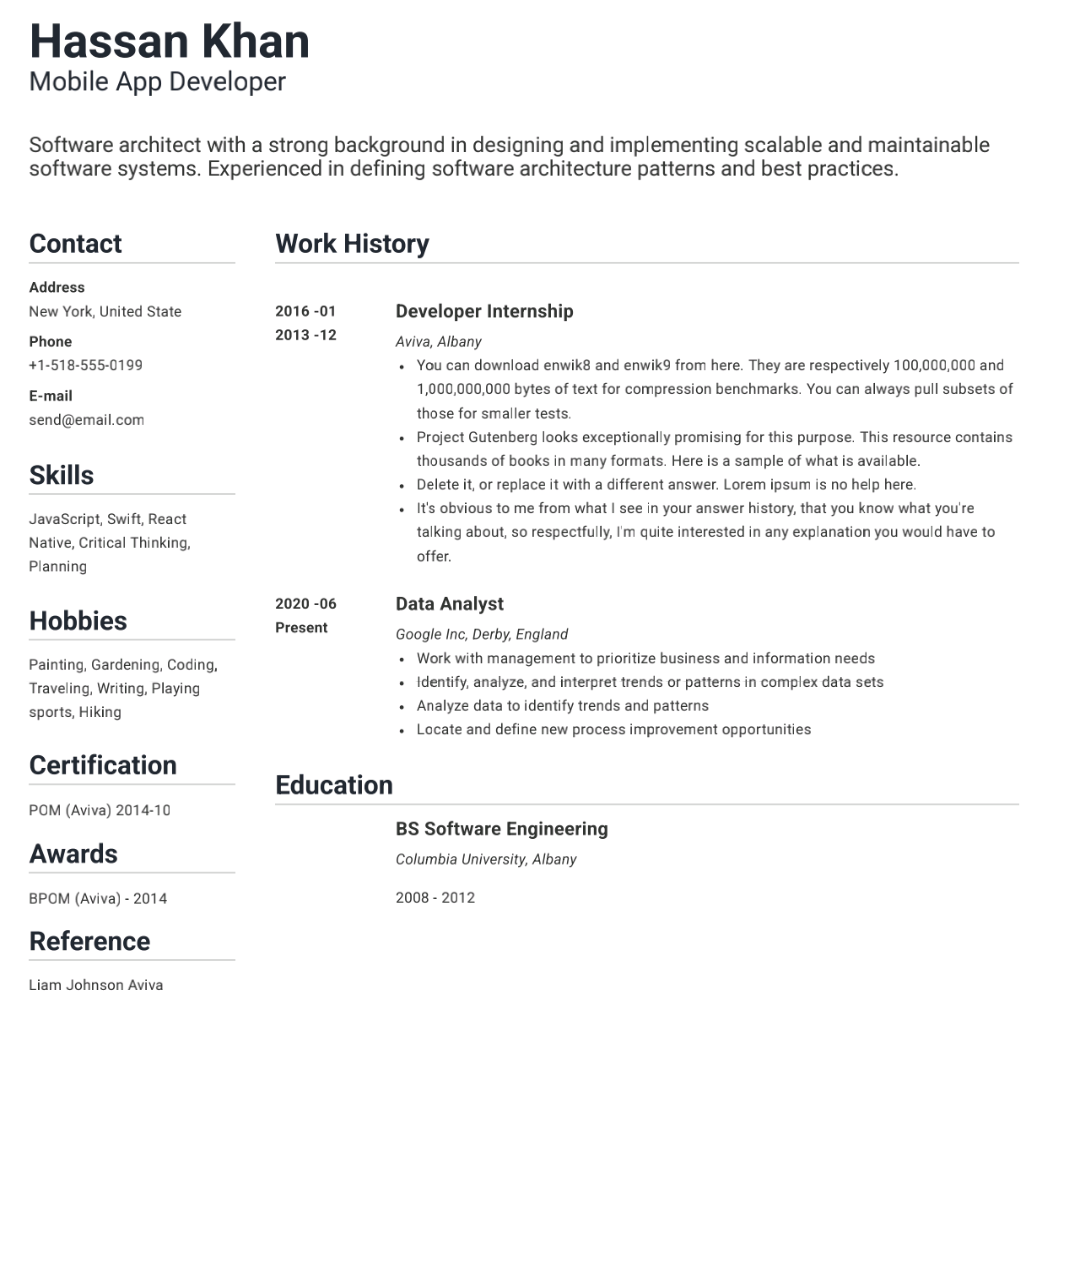 Hassan Khan
Mobile App Developer
Software architect with a strong background in designing and implementing scalable and maintainable
software systems. Experienced in defining software architecture patterns and best practices.
Contact
Address
New York, United State
Phone
+1-518-555-0199
E-mail
send@email.com
Skills
JavaScript, Swift, React
Native, Critical Thinking,
Planning
Hobbies
Painting, Gardening, Coding,
Traveling, Writing, Playing
sports, Hiking
Certification
POM (Aviva) 2014-10
Awards
BPOM (Aviva) - 2014
Reference
Liam Johnson Aviva
Work History
2016 -01
2013 -12
Developer Internship
Aviva, Albany
• You can download enwik8 and enwik9 from here. They are respectively 100,000,000 and
1,000,000,000 bytes of text for compression benchmarks. You can always pull subsets of
those for smaller tests.
• Project Gutenberg looks exceptionally promising for this purpose. This resource contains
thousands of books in many formats. Here is a sample of what is available.
• Delete it, or replace it with a different answer. Lorem ipsum is no help here.
• It's obvious to me from what I see in your answer history, that you know what you're
talking about, so respectfully, I'm quite interested in any explanation you would have to
offer.
2020 -06
Present
Data Analyst
Google Inc, Derby, England
• Work with management to prioritize business and information needs
• Identify, analyze, and interpret trends or patterns in complex data sets
• Analyze data to identify trends and patterns
• Locate and define new process improvement opportunities
Education
BS Software Engineering
Columbia University, Albany
2008 - 2012